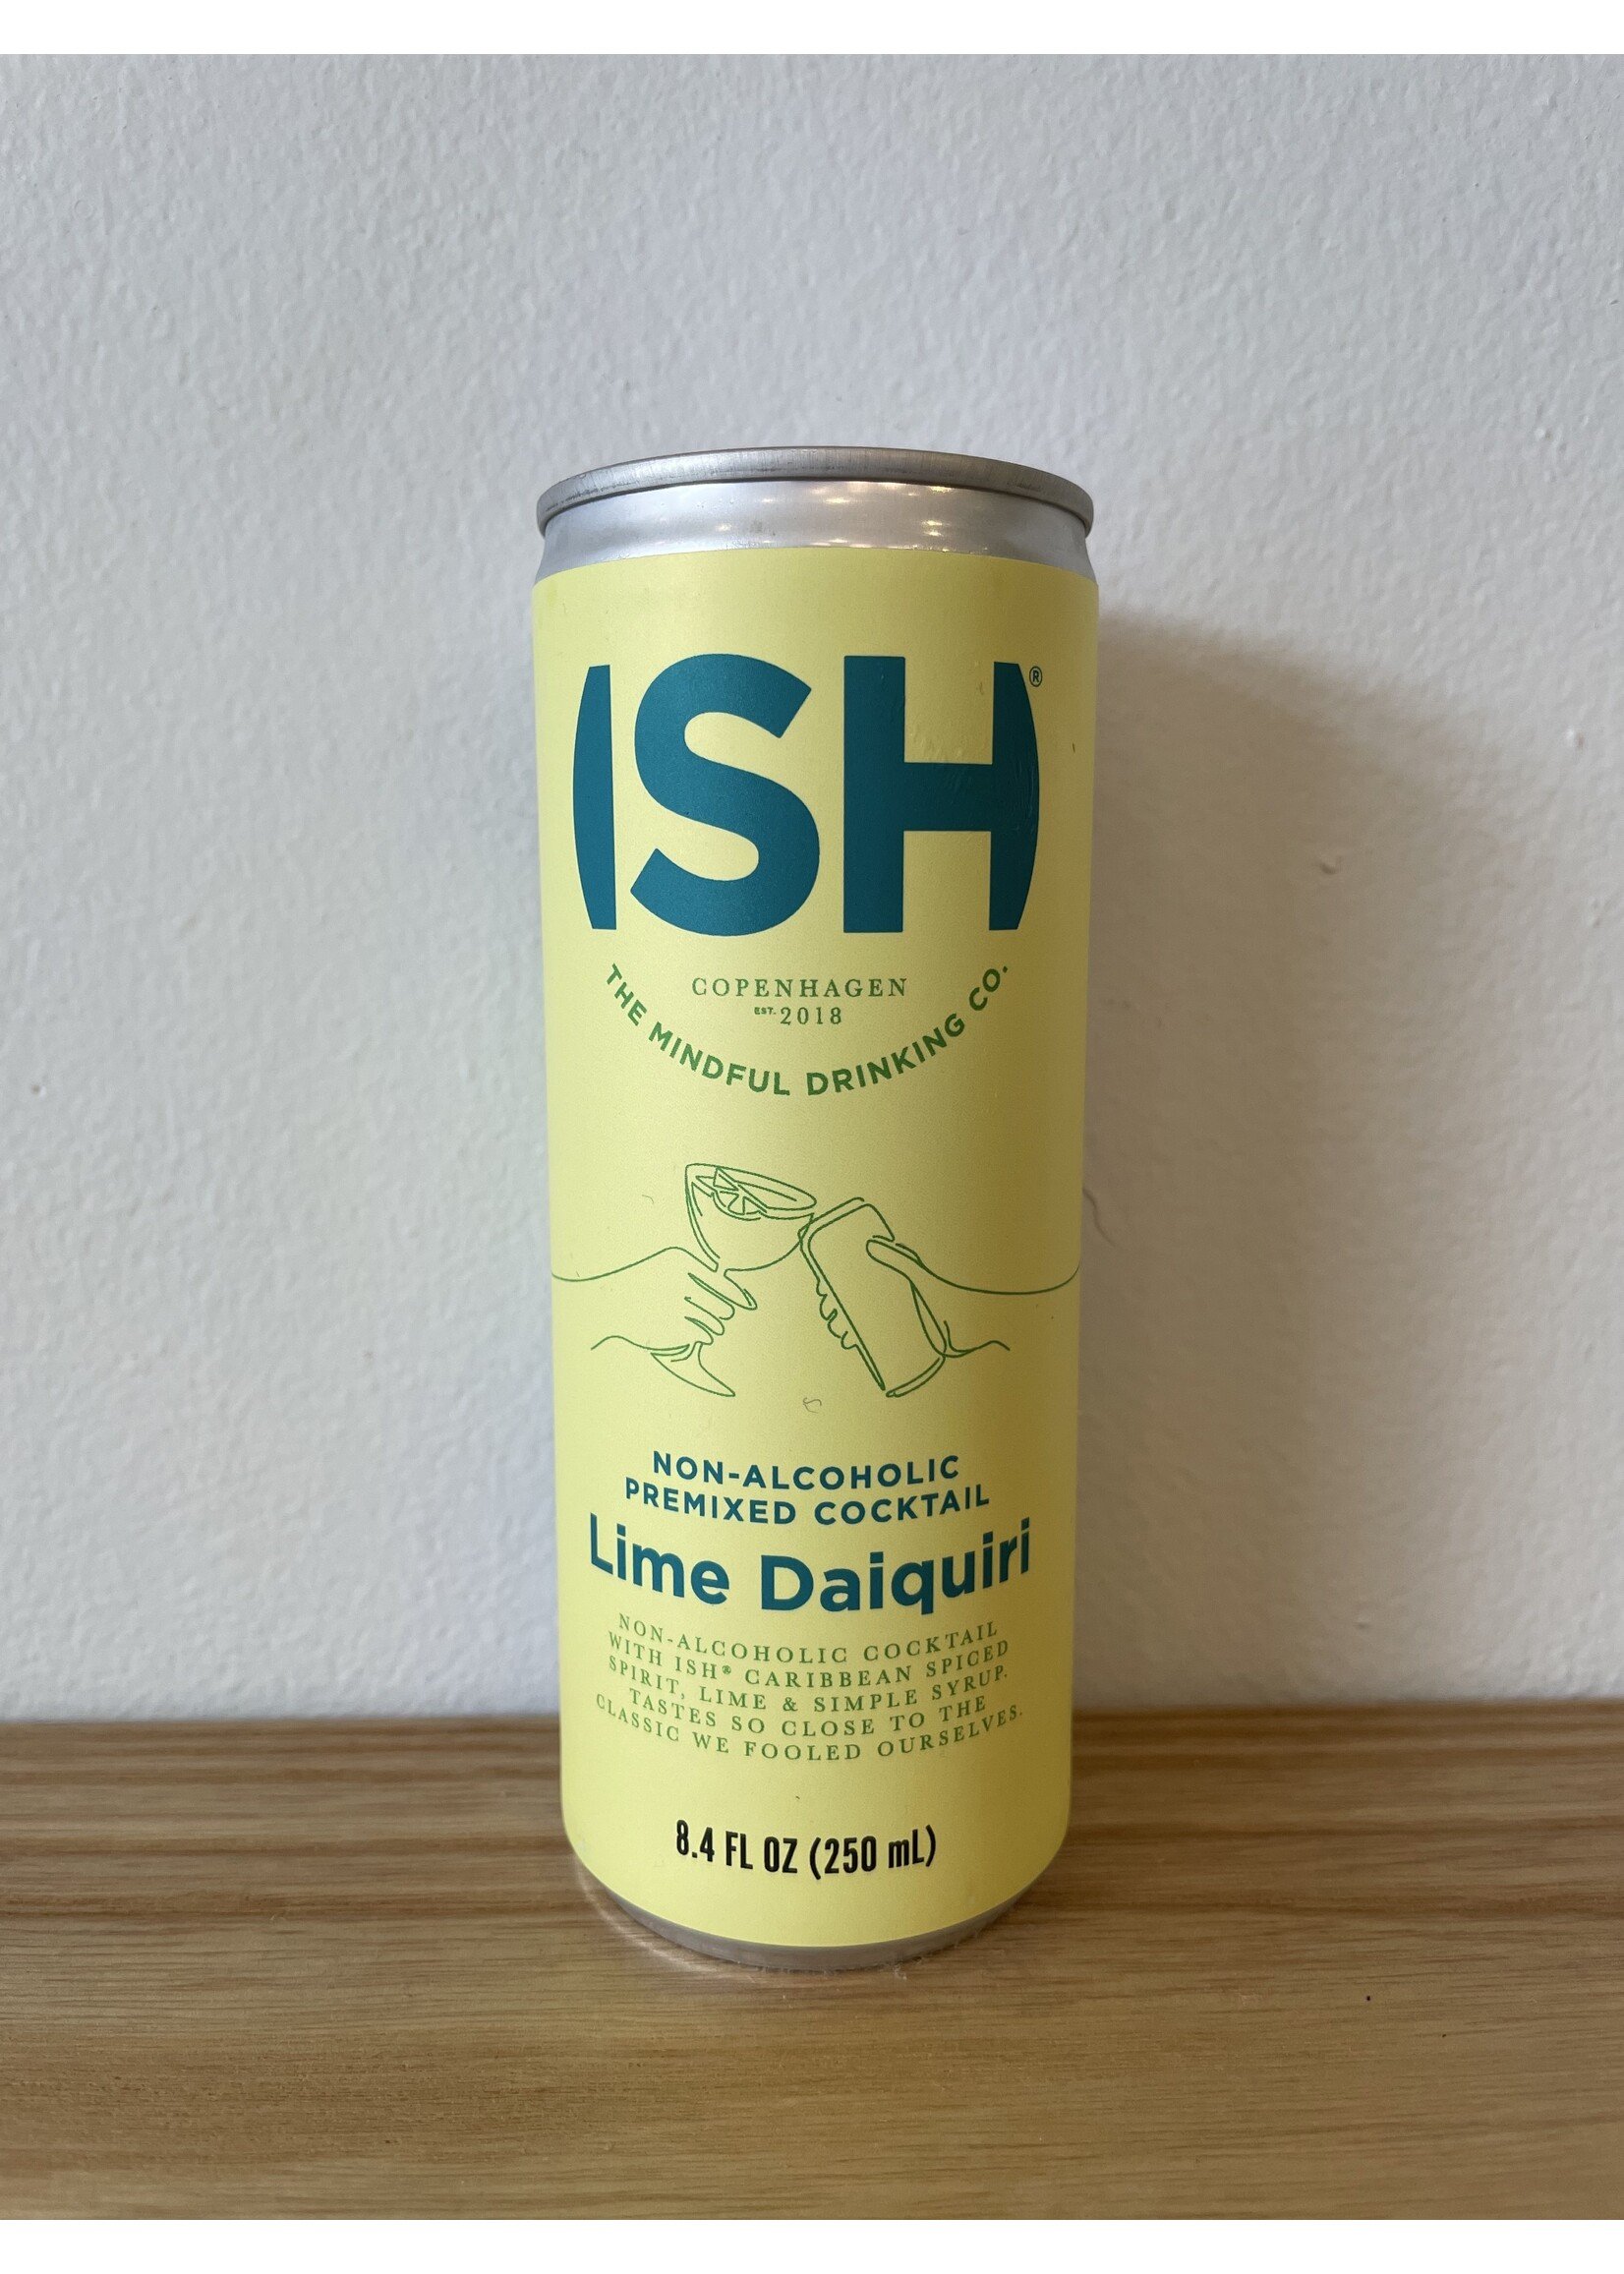 ISH®
COPENHAGEN
EST. 2018
THE MINDFUL DRINKING CO.
NON-ALCOHOLIC
PREMIXED COCKTAIL
Lime Daiquiri
NON-ALCOHOLIC COCKTAIL
WITH ISH® CARIBBEAN SPICED
SPIRIT, LIME & SIMPLE SYRUP.
TASTES SO CLOSE TO THE
CLASSIC WE FOOLED OURSELVES.
8.4 FL OZ (250 mL)